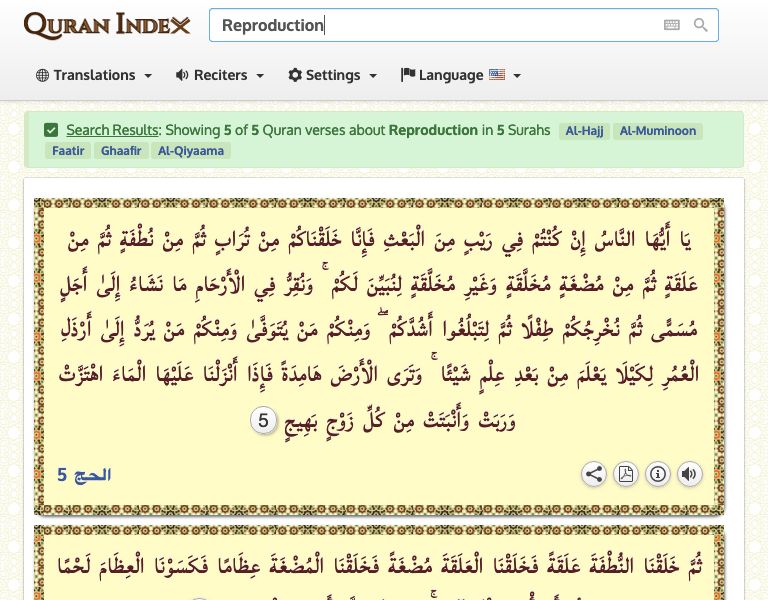 QURAN INDEX
Reproduction
Translations Reciters Settings Language
Search Results: Showing 5 of 5 Quran verses about Reproduction in 5 Surahs Al-Hajj Al-Muminoon
Faatir Ghaafir Al-Qiyaama
يَا أَيُّهَا النَّاسُ إِنْ كُنْتُمْ فِي رَيْبٍ مِنَ الْبَعْثِ فَإِنَّا خَلَقْنَاكُمْ مِنْ تُرَابٍ ثُمَّ مِنْ نُطْفَةٍ ثُمَّ مِنْ
عَلَقَةٍ ثُمَّ مِنْ مُضْغَةٍ مُخَلَّقَةٍ وَغَيْرِ مُخَلَّقَةٍ لِنُبَيِّنَ لَكُمْ ۚ وَنُقِرُّ فِي الْأَرْحَامِ مَا نَشَاءُ إِلَىٰ أَجَلٍ
مُسَمًّى ثُمَّ نُخْرِجُكُمْ طِفْلًا ثُمَّ لِتَبْلُغُوا أَشُدَّكُمْ ۖ وَمِنْكُمْ مَنْ يُتَوَفَّىٰ وَمِنْكُمْ مَنْ يُرَدُّ إِلَىٰ أَرْذَلِ
الْعُمُرِ لِكَيْلَا يَعْلَمَ مِنْ بَعْدِ عِلْمٍ شَيْئًا ۚ وَتَرَى الْأَرْضَ هَامِدَةً فَإِذَا أَنْزَلْنَا عَلَيْهَا الْمَاءَ اهْتَزَّتْ
وَرَبَتْ وَأَنْبَتَتْ مِنْ كُلِّ زَوْجٍ بَهِيجٍ 5
الحج 5
ثُمَّ خَلَقْنَا النُّطْفَةَ عَلَقَةً فَخَلَقْنَا الْعَلَقَةَ مُضْغَةً فَخَلَقْنَا الْمُضْغَةَ عِظَامًا فَكَسَوْنَا الْعِظَامَ لَحْمًا